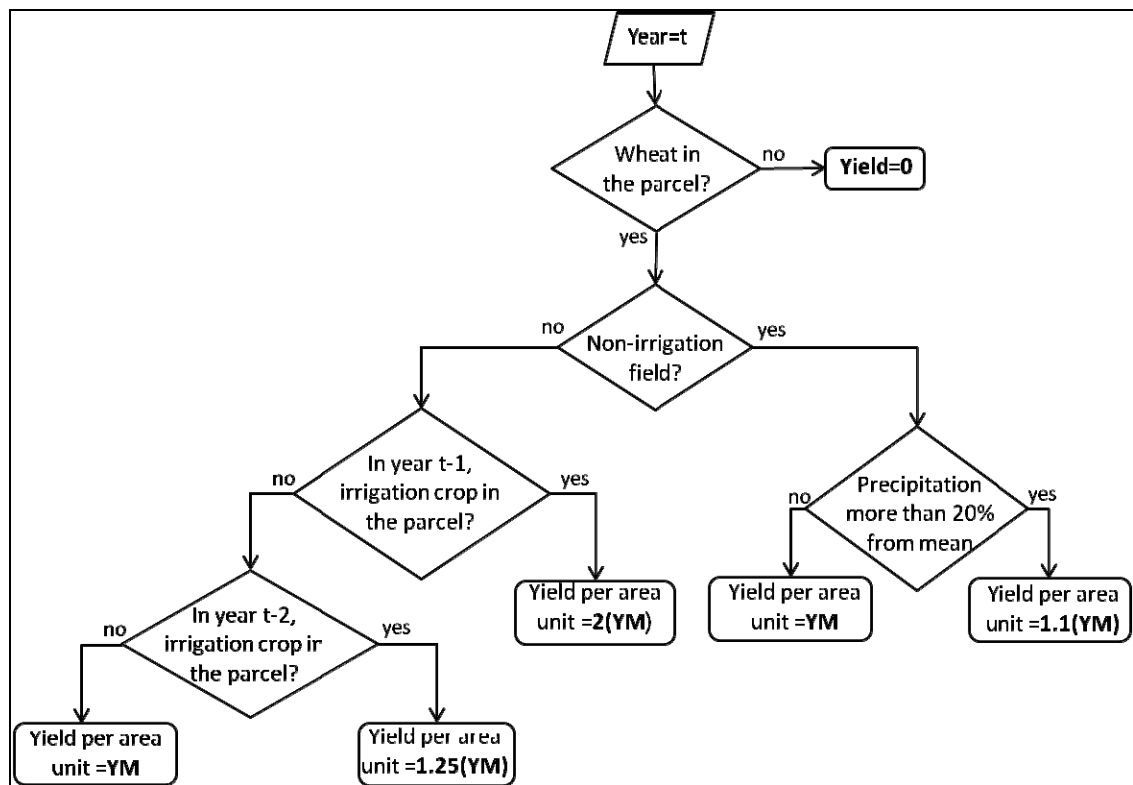 Year=t
Wheat in
the parcel?
no
Yield=0
yes
Non-irrigation
field?
no
yes
In year t-1,
irrigation crop in
the parcel?
no
yes
Precipitation
more than 20%
from mean
no
yes
Yield per area
unit =2(YM)
Yield per area
unit =YM
Yield per area
unit =1.1(YM)
In year t-2,
irrigation crop in
the parcel?
no
yes
Yield per area
unit =YM
Yield per area
unit =1.25(YM)